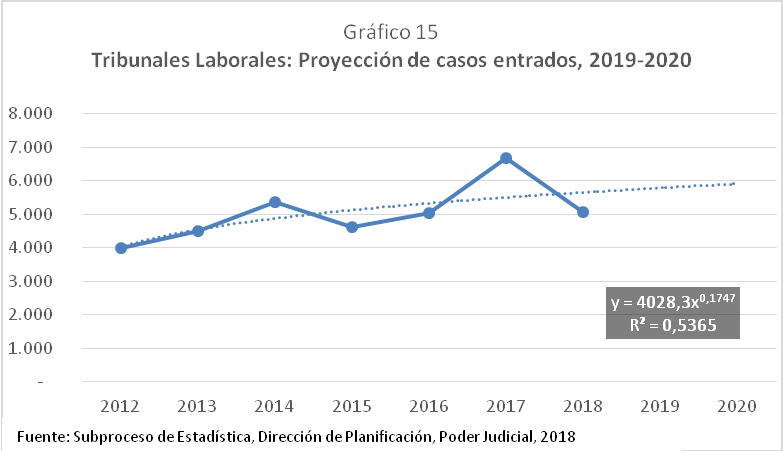 Gráfico 15
Tribunales Laborales: Proyección de casos entrados, 2019-2020
8.000
7.000
6.000
5.000
4.000
3.000
2.000
1.000
-
y = 4028,3x^0,1747
R² = 0,5365
2012 2013 2014 2015 2016 2017 2018 2019 2020
Fuente: Subproceso de Estadística, Dirección de Planificación, Poder Judicial, 2018